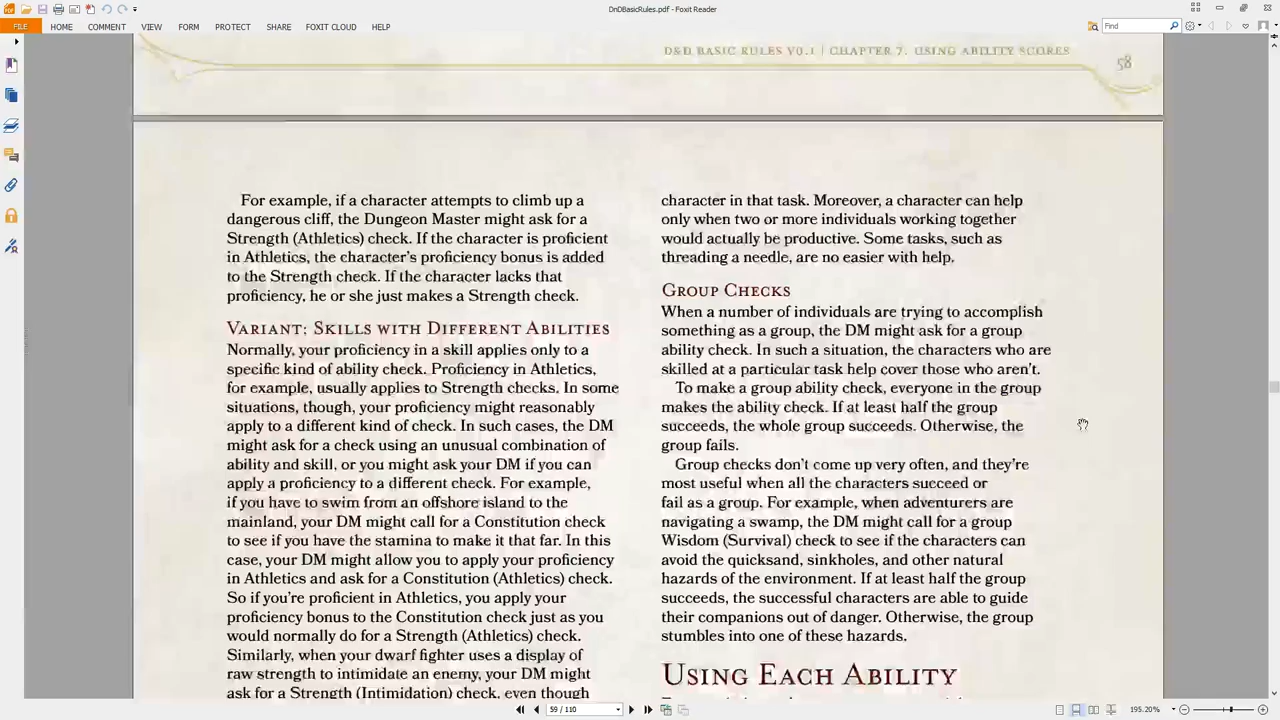 DnDBasicRules.pdf - Foxit Reader
FILE HOME COMMENT VIEW FORM PROTECT SHARE FOXIT CLOUD HELP
Find
D&D BASIC RULES V0.1 | CHAPTER 7. USING ABILITY SCORES
58
For example, if a character attempts to climb up a
dangerous cliff, the Dungeon Master might ask for a
Strength (Athletics) check. If the character is proficient
in Athletics, the character's proficiency bonus is added
to the Strength check. If the character lacks that
proficiency, he or she just makes a Strength check.
VARIANT: SKILLS WITH DIFFERENT ABILITIES
Normally, your proficiency in a skill applies only to a
specific kind of ability check. Proficiency in Athletics,
for example, usually applies to Strength checks. In some
situations, though, your proficiency might reasonably
apply to a different kind of check. In such cases, the DM
might ask for a check using an unusual combination of
ability and skill, or you might ask your DM if you can
apply a proficiency to a different check. For example,
if you have to swim from an offshore island to the
mainland, your DM might call for a Constitution check
to see if you have the stamina to make it that far. In this
case, your DM might allow you to apply your proficiency
in Athletics and ask for a Constitution (Athletics) check.
So if you're proficient in Athletics, you apply your
proficiency bonus to the Constitution check just as you
would normally do for a Strength (Athletics) check.
Similarly, when your dwarf fighter uses a display of
raw strength to intimidate an enemy, your DM might
ask for a Strength (Intimidation) check, even though
character in that task. Moreover, a character can help
only when two or more individuals working together
would actually be productive. Some tasks, such as
threading a needle, are no easier with help.
GROUP CHECKS
When a number of individuals are trying to accomplish
something as a group, the DM might ask for a group
ability check. In such a situation, the characters who are
skilled at a particular task help cover those who aren't.
To make a group ability check, everyone in the group
makes the ability check. If at least half the group
succeeds, the whole group succeeds. Otherwise, the
group fails.
Group checks don't come up very often, and they're
most useful when all the characters succeed or
fail as a group. For example, when adventurers are
navigating a swamp, the DM might call for a group
Wisdom (Survival) check to see if the characters can
avoid the quicksand, sinkholes, and other natural
hazards of the environment. If at least half the group
succeeds, the successful characters are able to guide
their companions out of danger. Otherwise, the group
stumbles into one of these hazards.
USING EACH ABILITY
59 / 110
195.20%